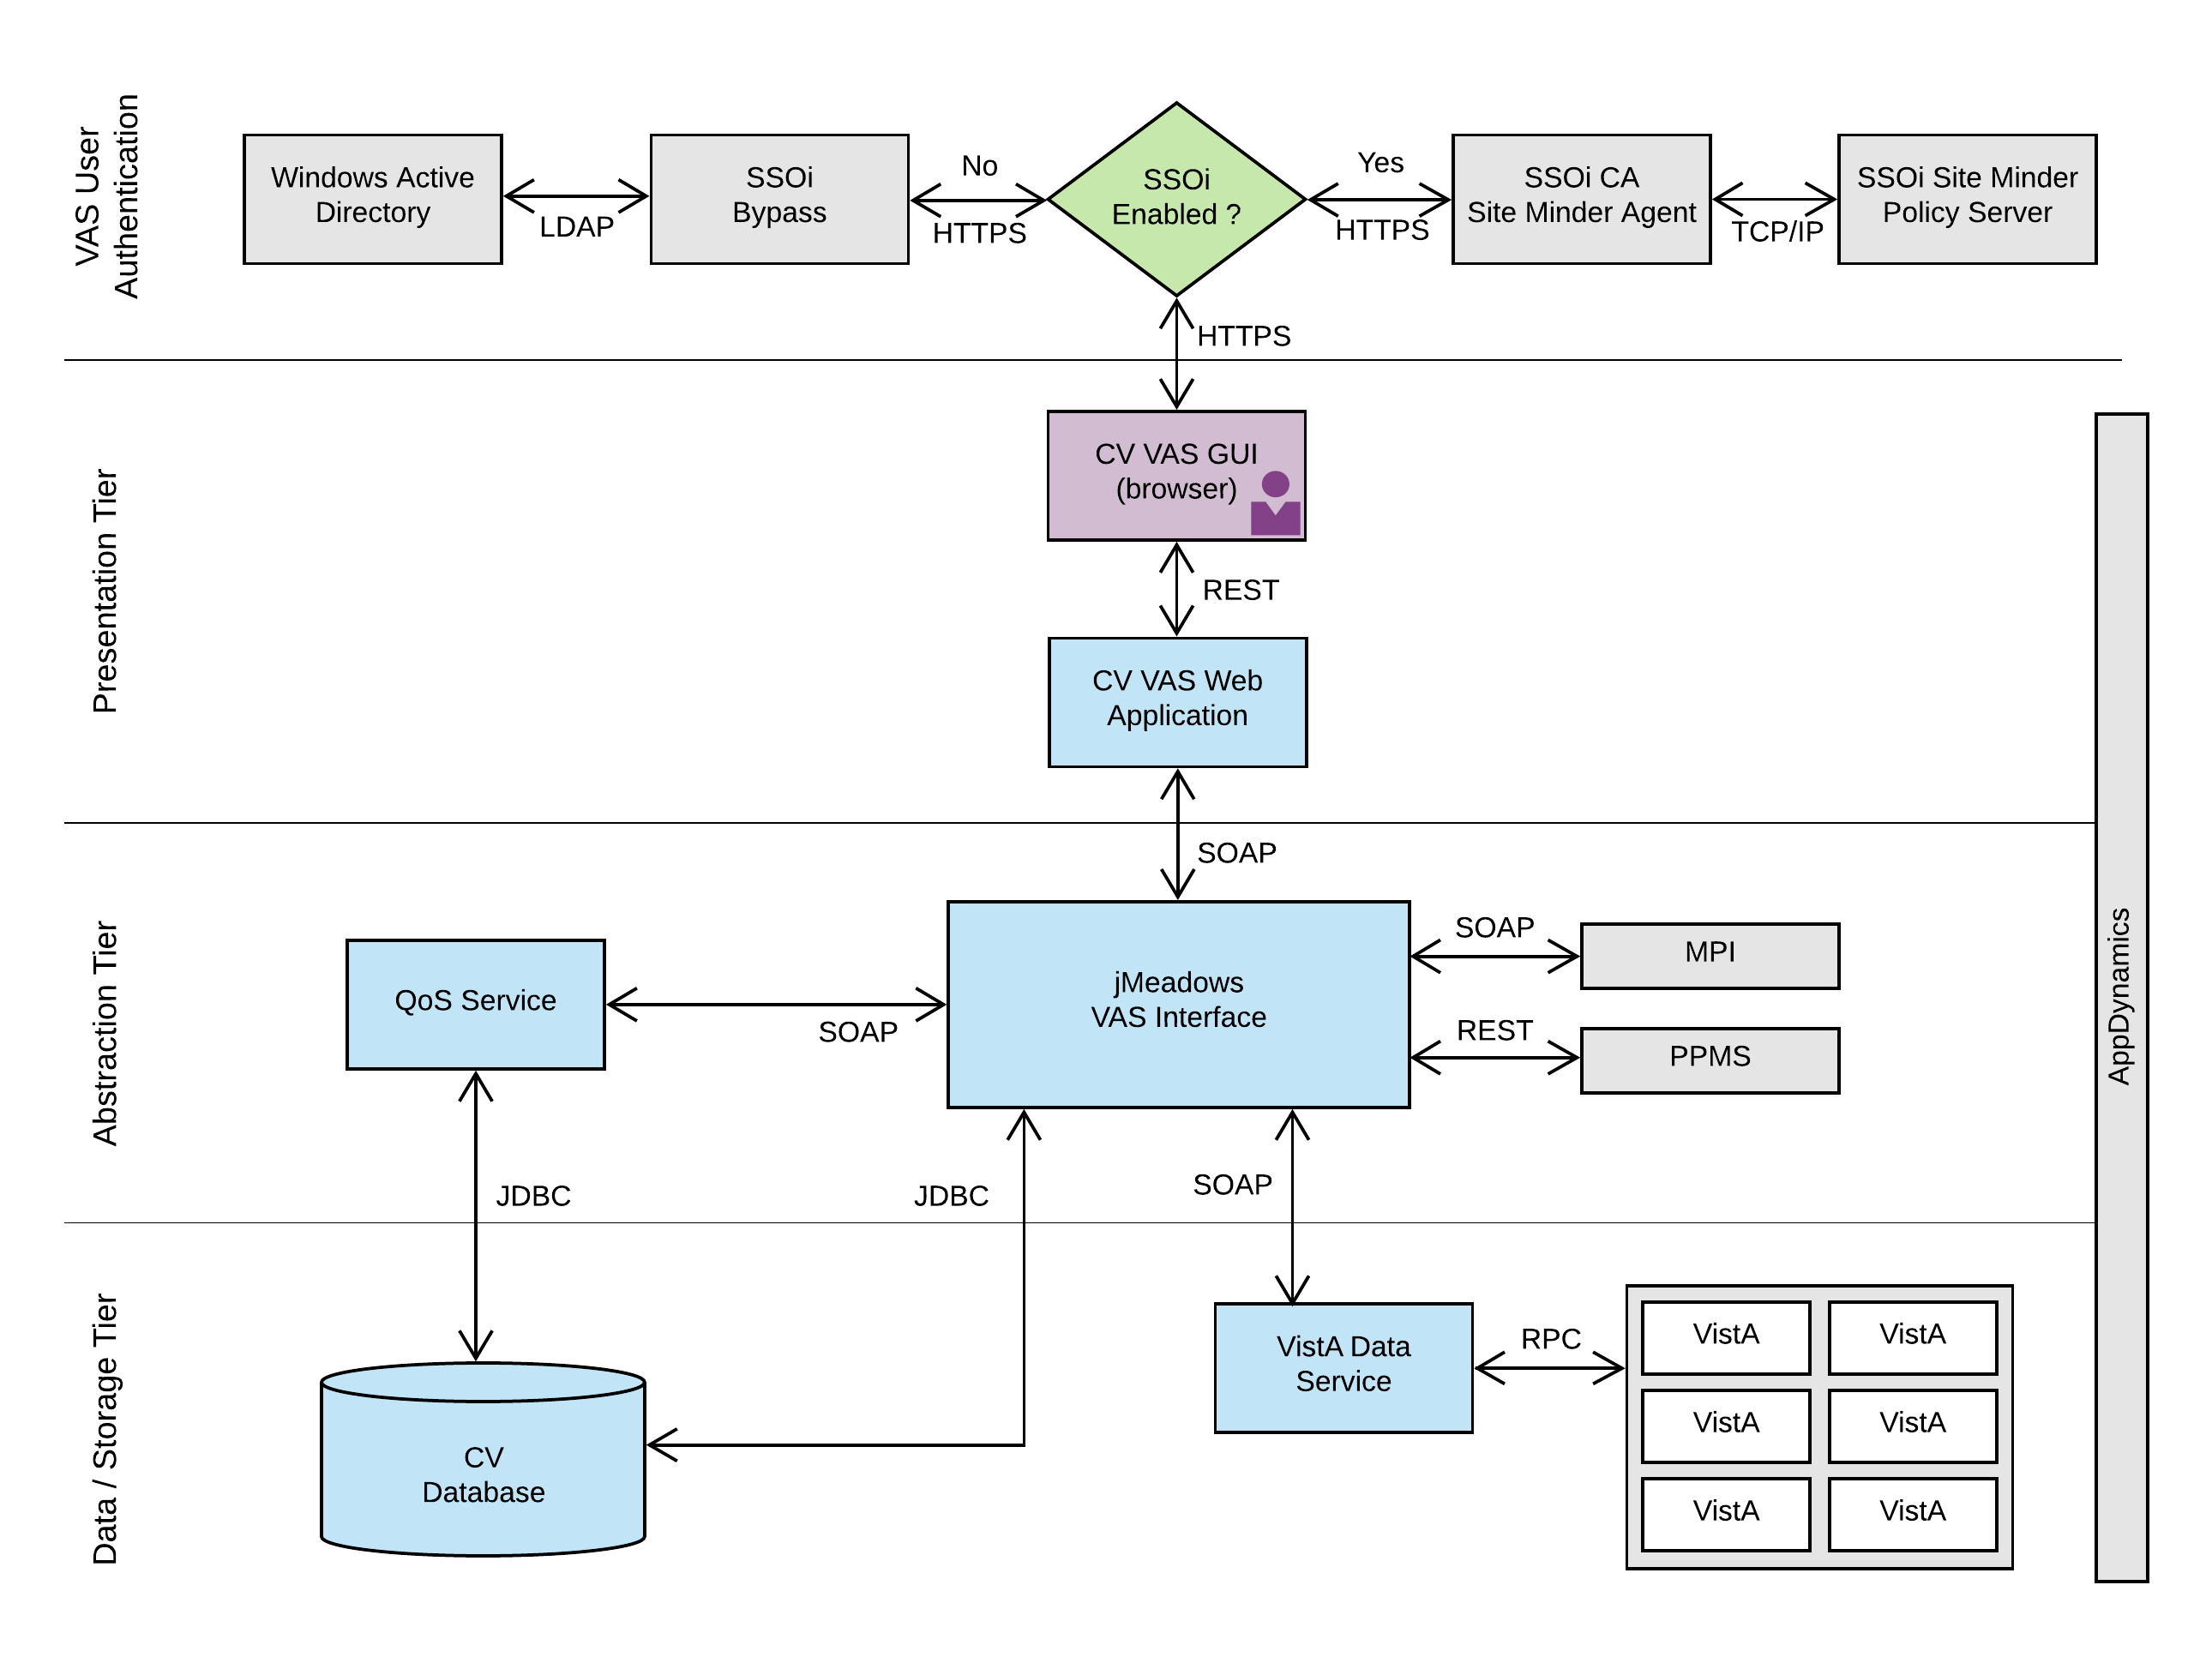 VAS User
Authentication
Windows Active
Directory
LDAP
SSOi
Bypass
No
HTTPS
SSOi
Enabled ?
Yes
HTTPS
SSOi CA
Site Minder Agent
TCP/IP
SSOi Site Minder
Policy Server
HTTPS
Presentation Tier
CV VAS GUI
(browser)
REST
CV VAS Web
Application
SOAP
Abstraction Tier
QoS Service
SOAP
jMeadows
VAS Interface
SOAP
MPI
REST
PPMS
AppDynamics
JDBC
JDBC
SOAP
Data / Storage Tier
CV
Database
VistA Data
Service
RPC
VistA
VistA
VistA
VistA
VistA
VistA